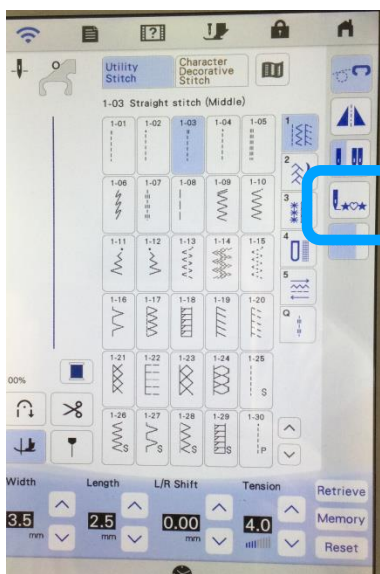 Utility
Stitch
Character
Decorative
Stitch
1-03 Straight stitch (Middle)
1-01 1-02 1-03 1-04 1-05
1
1-06 1-07 1-08 1-09 1-10
2
3
1-11 1-12 1-13 1-14 1-15
4
5
1-16 1-17 1-18 1-19 1-20
Q
1-21 1-22 1-23 1-24 1-25
S
00%
1-26 1-27 1-28 1-29 1-30
S S S S P
Width Length L/R Shift Tension
Retrieve
3.5 2.5 0.00 4.0
Memory
mm mm mm
Reset